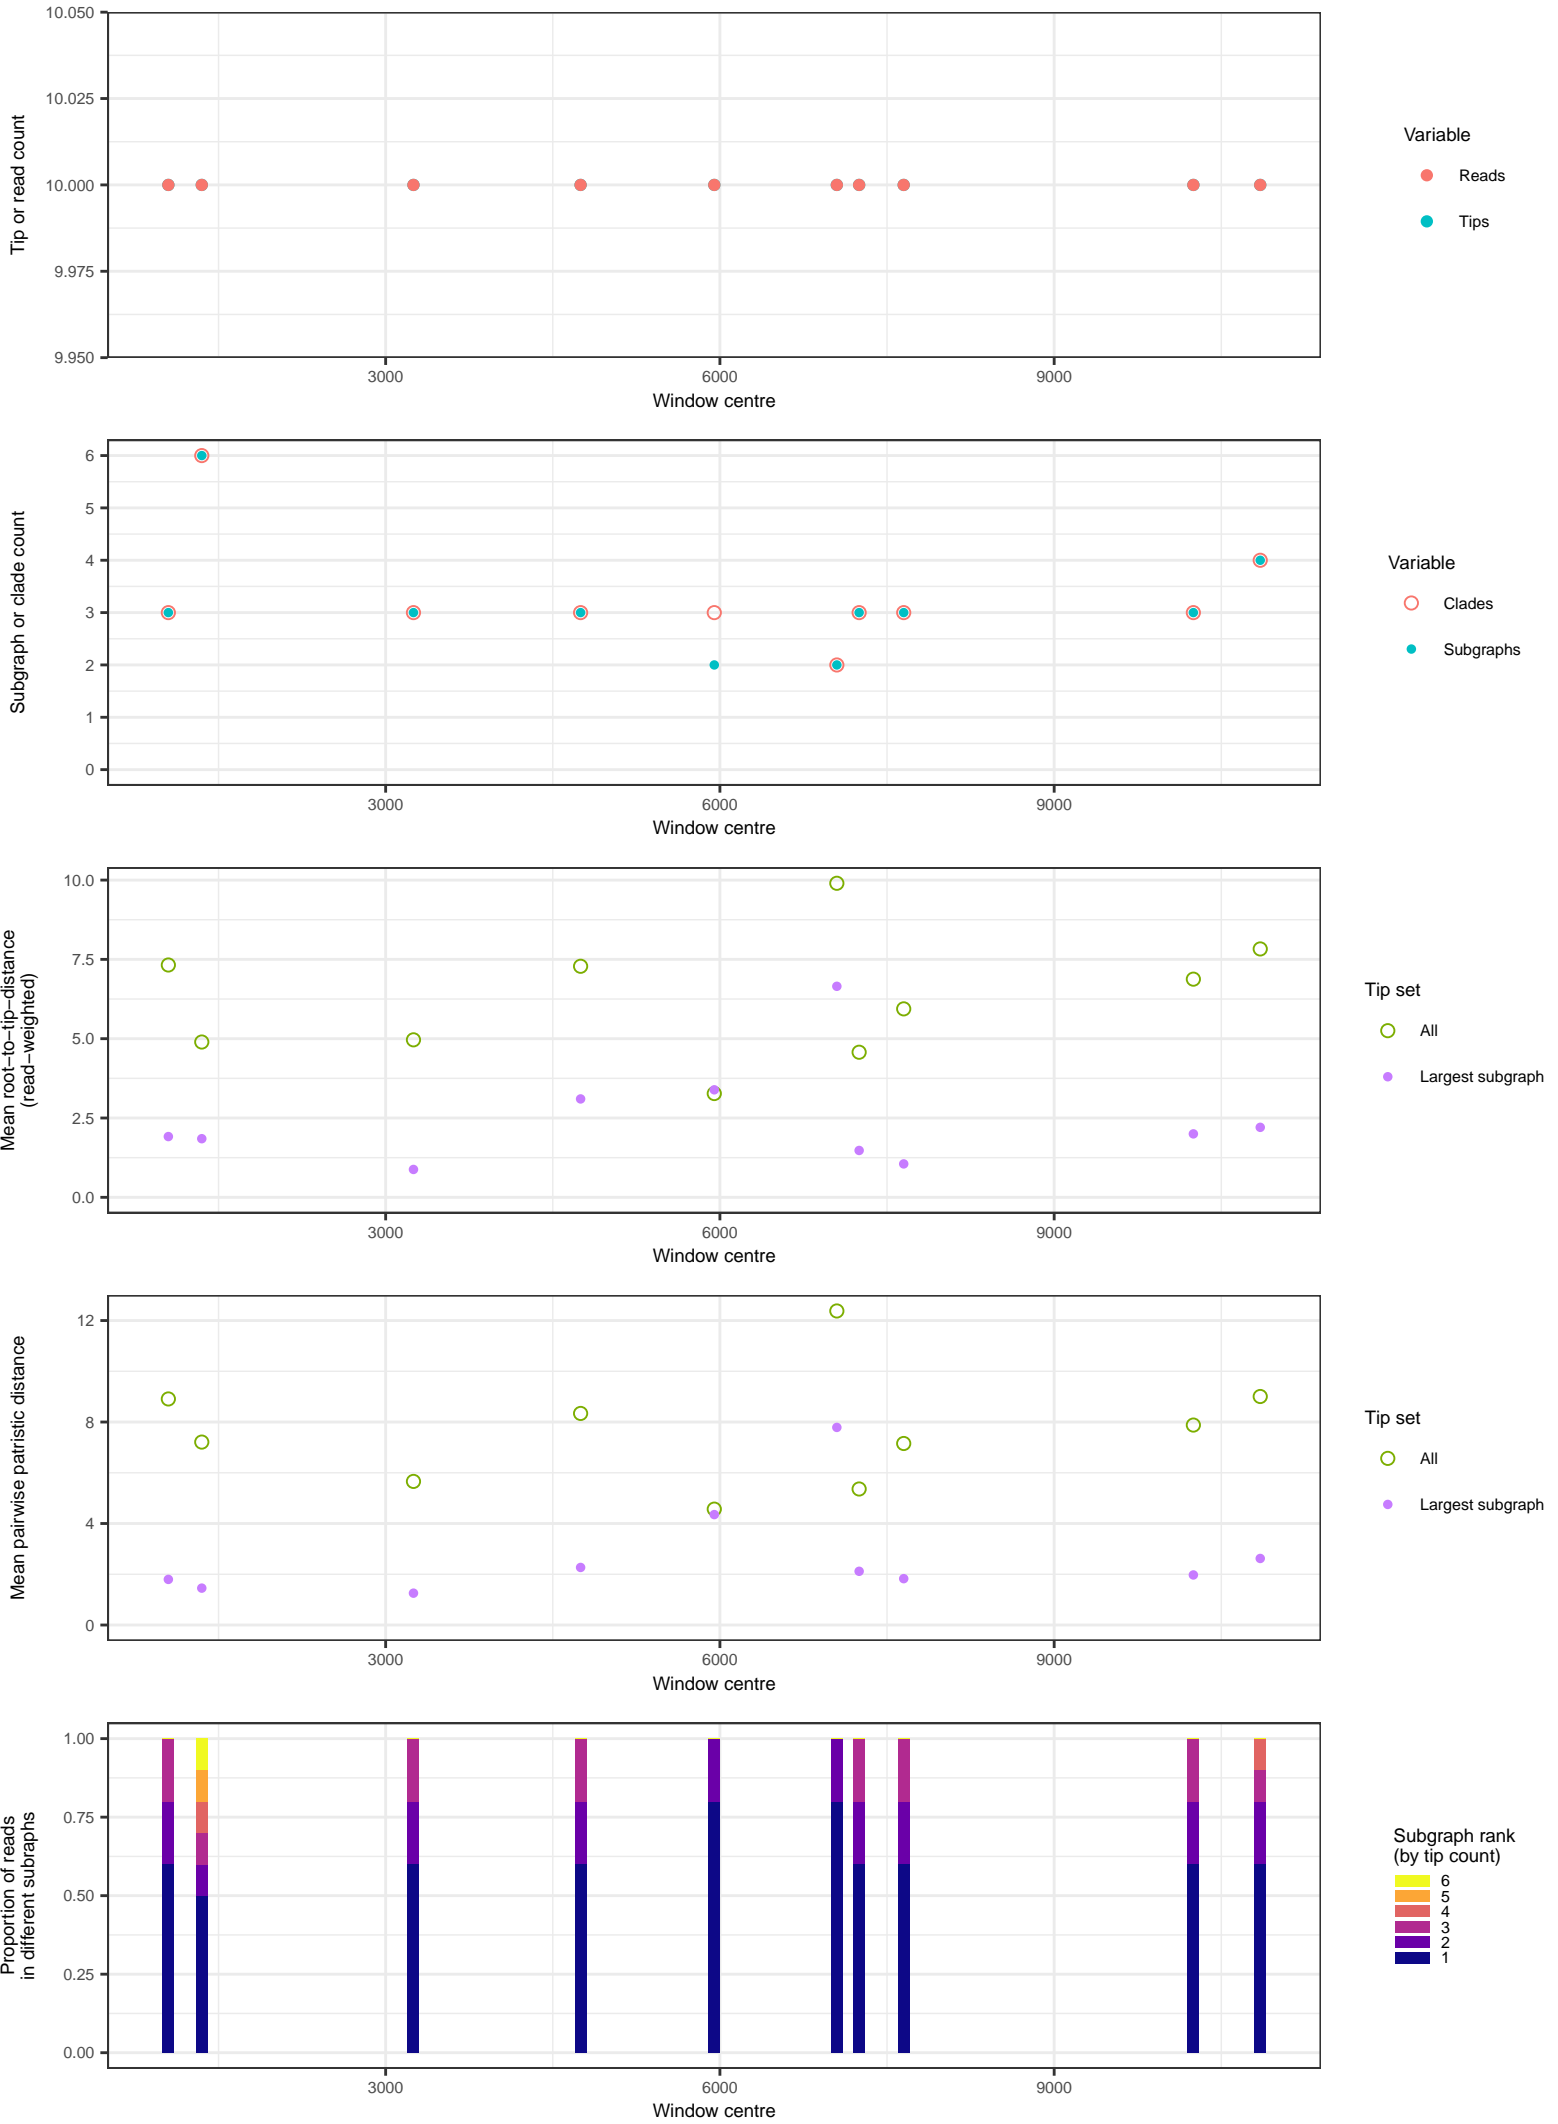 10.050
10.025
10.000
9.975
9.950
Tip or read count
3000
6000
9000
Window centre
Variable
Reads
Tips
6
5
4
3
2
1
0
Subgraph or clade count
3000
6000
9000
Window centre
Variable
Clades
Subgraphs
10.0
7.5
5.0
2.5
0.0
Mean root−to−tip−distance
(read−weighted)
3000
6000
9000
Window centre
Tip set
All
Largest subgraph
12
8
4
0
Mean pairwise patristic distance
3000
6000
9000
Window centre
Tip set
All
Largest subgraph
1.00
0.75
0.50
0.25
0.00
Proportion of reads
in different subraphs
3000
6000
9000
Window centre
Subgraph rank
(by tip count)
6
5
4
3
2
1